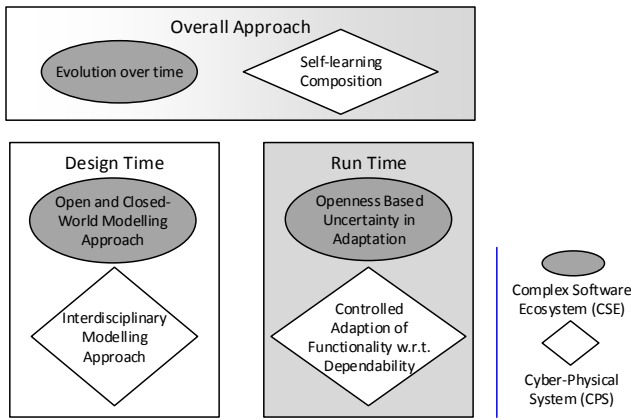 Overall Approach
Evolution over time
Self-learning
Composition
Design Time
Open and Closed-
World Modelling
Approach
Interdisciplinary
Modelling
Approach
Run Time
Openness Based
Uncertainty in
Adaptation
Controlled
Adaption of
Functionality w.r.t.
Dependability
Complex Software
Ecosystem (CSE)
Cyber-Physical
System (CPS)